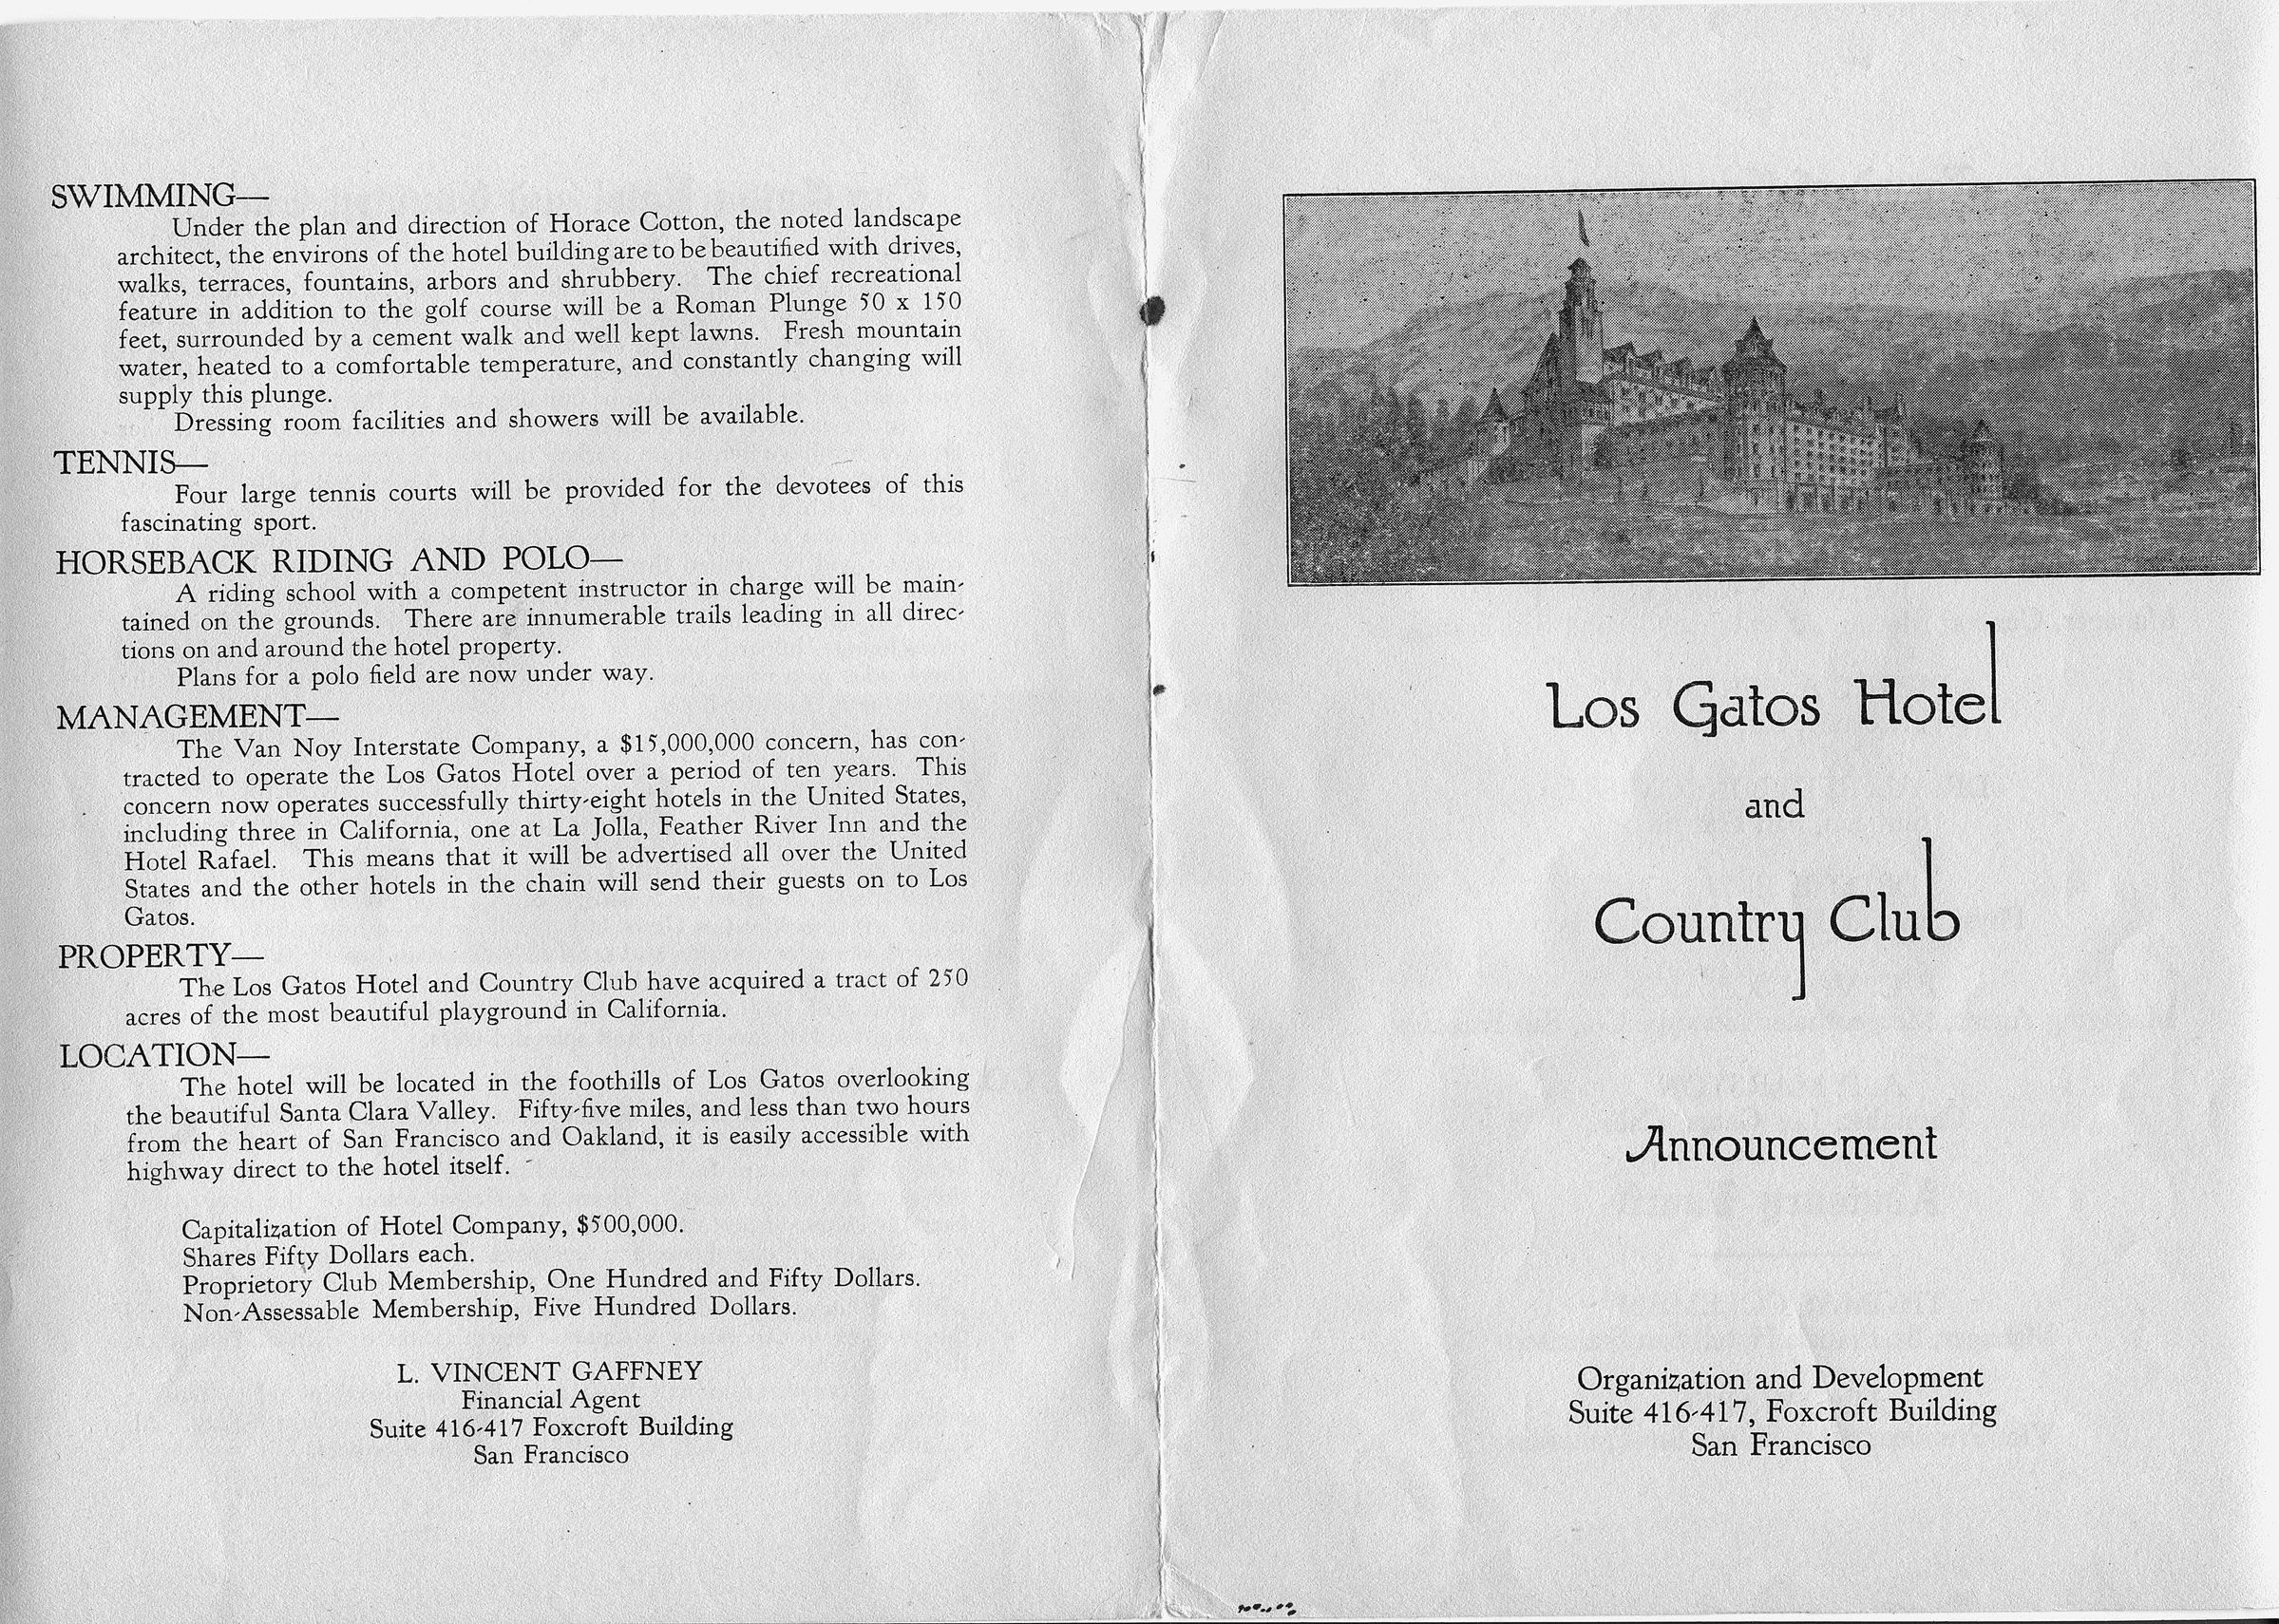 SWIMMING—
Under the plan and direction of Horace Cotton, the noted landscape
architect, the environs of the hotel building are to be beautified with drives,
walks, terraces, fountains, arbors and shrubbery. The chief recreational
feature in addition to the golf course will be a Roman Plunge 50 x 150
feet, surrounded by a cement walk and well kept lawns. Fresh mountain
water, heated to a comfortable temperature, and constantly changing will
supply this plunge.
Dressing room facilities and showers will be available.
TENNIS—
Four large tennis courts will be provided for the devotees of this
fascinating sport.
HORSEBACK RIDING AND POLO—
A riding school with a competent instructor in charge will be main-
tained on the grounds. There are innumerable trails leading in all direc-
tions on and around the hotel property.
Plans for a polo field are now under way.
MANAGEMENT—
The Van Noy Interstate Company, a $15,000,000 concern, has con-
tracted to operate the Los Gatos Hotel over a period of ten years. This
concern now operates successfully thirty-eight hotels in the United States,
including three in California, one at La Jolla, Feather River Inn and the
Hotel Rafael. This means that it will be advertised all over the United
States and the other hotels in the chain will send their guests on to Los
Gatos.
PROPERTY—
The Los Gatos Hotel and Country Club have acquired a tract of 250
acres of the most beautiful playground in California.
LOCATION—
The hotel will be located in the foothills of Los Gatos overlooking
the beautiful Santa Clara Valley. Fifty-five miles, and less than two hours
from the heart of San Francisco and Oakland, it is easily accessible with
highway direct to the hotel itself.
Capitalization of Hotel Company, $500,000.
Shares Fifty Dollars each.
Proprietory Club Membership, One Hundred and Fifty Dollars.
Non-Assessable Membership, Five Hundred Dollars.
L. VINCENT GAFFNEY
Financial Agent
Suite 416-417 Foxcroft Building
San Francisco
Los Gatos Hotel
and
Country Club
Announcement
Organization and Development
Suite 416-417, Foxcroft Building
San Francisco